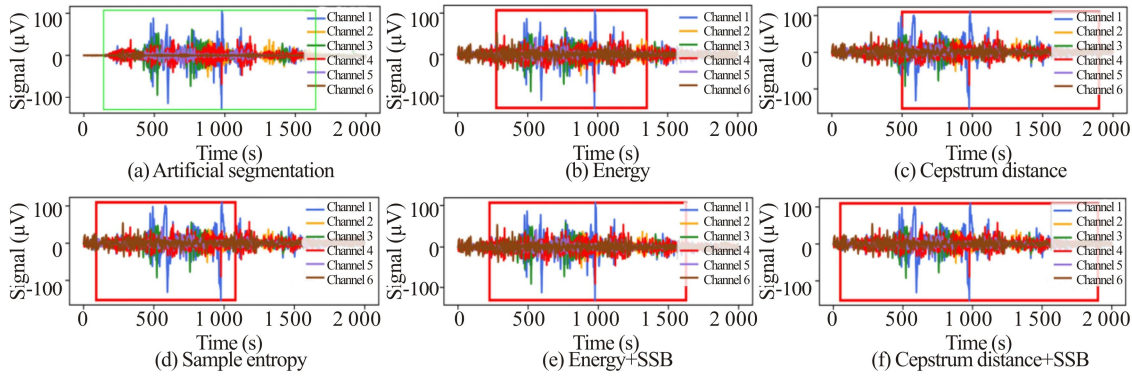 Signal (μV)
100
0
-100
Channel 1
Channel 2
Channel 3
Channel 4
Channel 5
Channel 6
0 500 1 000 1 500 2 000
Time (s)
(a) Artificial segmentation
Signal (μV)
100
0
-100
Channel 1
Channel 2
Channel 3
Channel 4
Channel 5
Channel 6
0 500 1 000 1 500 2 000
Time (s)
(b) Energy
Signal (μV)
100
0
-100
Channel 1
Channel 2
Channel 3
Channel 4
Channel 5
Channel 6
0 500 1 000 1 500 2 000
Time (s)
(c) Cepstrum distance
Signal (μV)
100
0
-100
Channel 1
Channel 2
Channel 3
Channel 4
Channel 5
Channel 6
0 500 1 000 1 500 2 000
Time (s)
(d) Sample entropy
Signal (μV)
100
0
-100
Channel 1
Channel 2
Channel 3
Channel 4
Channel 5
Channel 6
0 500 1 000 1 500 2 000
Time (s)
(e) Energy+SSB
Signal (μV)
100
0
-100
Channel 1
Channel 2
Channel 3
Channel 4
Channel 5
Channel 6
0 500 1 000 1 500 2 000
Time (s)
(f) Cepstrum distance+SSB